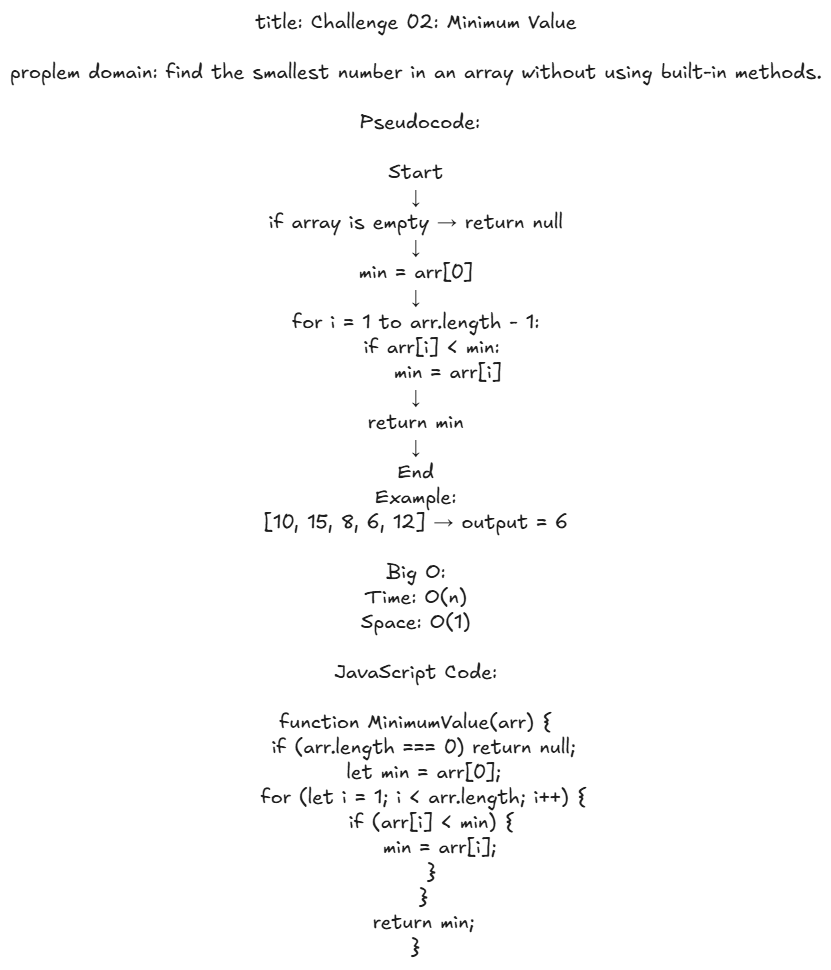 title: Challenge 02: Minimum Value
proplem domain: find the smallest number in an array without using built-in methods.
Pseudocode:
Start
↓
if array is empty → return null
↓
min = arr[0]
↓
for i = 1 to arr.length - 1:
if arr[i] < min:
min = arr[i]
↓
return min
↓
End
Example:
[10, 15, 8, 6, 12] → output = 6
Big O:
Time: O(n)
Space: O(1)
JavaScript Code:
function MinimumValue(arr) {
if (arr.length === 0) return null;
let min = arr[0];
for (let i = 1; i < arr.length; i++) {
if (arr[i] < min) {
min = arr[i];
}
}
return min;
}